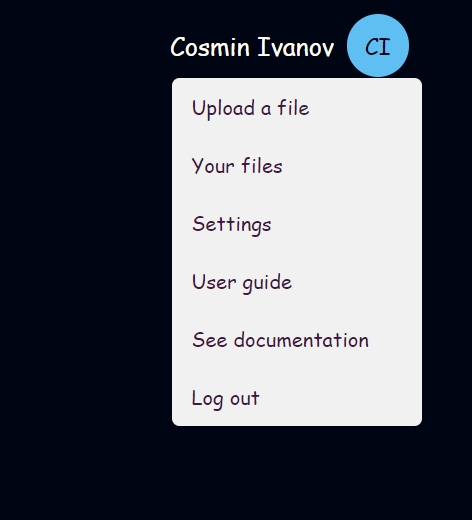 Cosmin Ivanov CI
Upload a file
Your files
Settings
User guide
See documentation
Log out